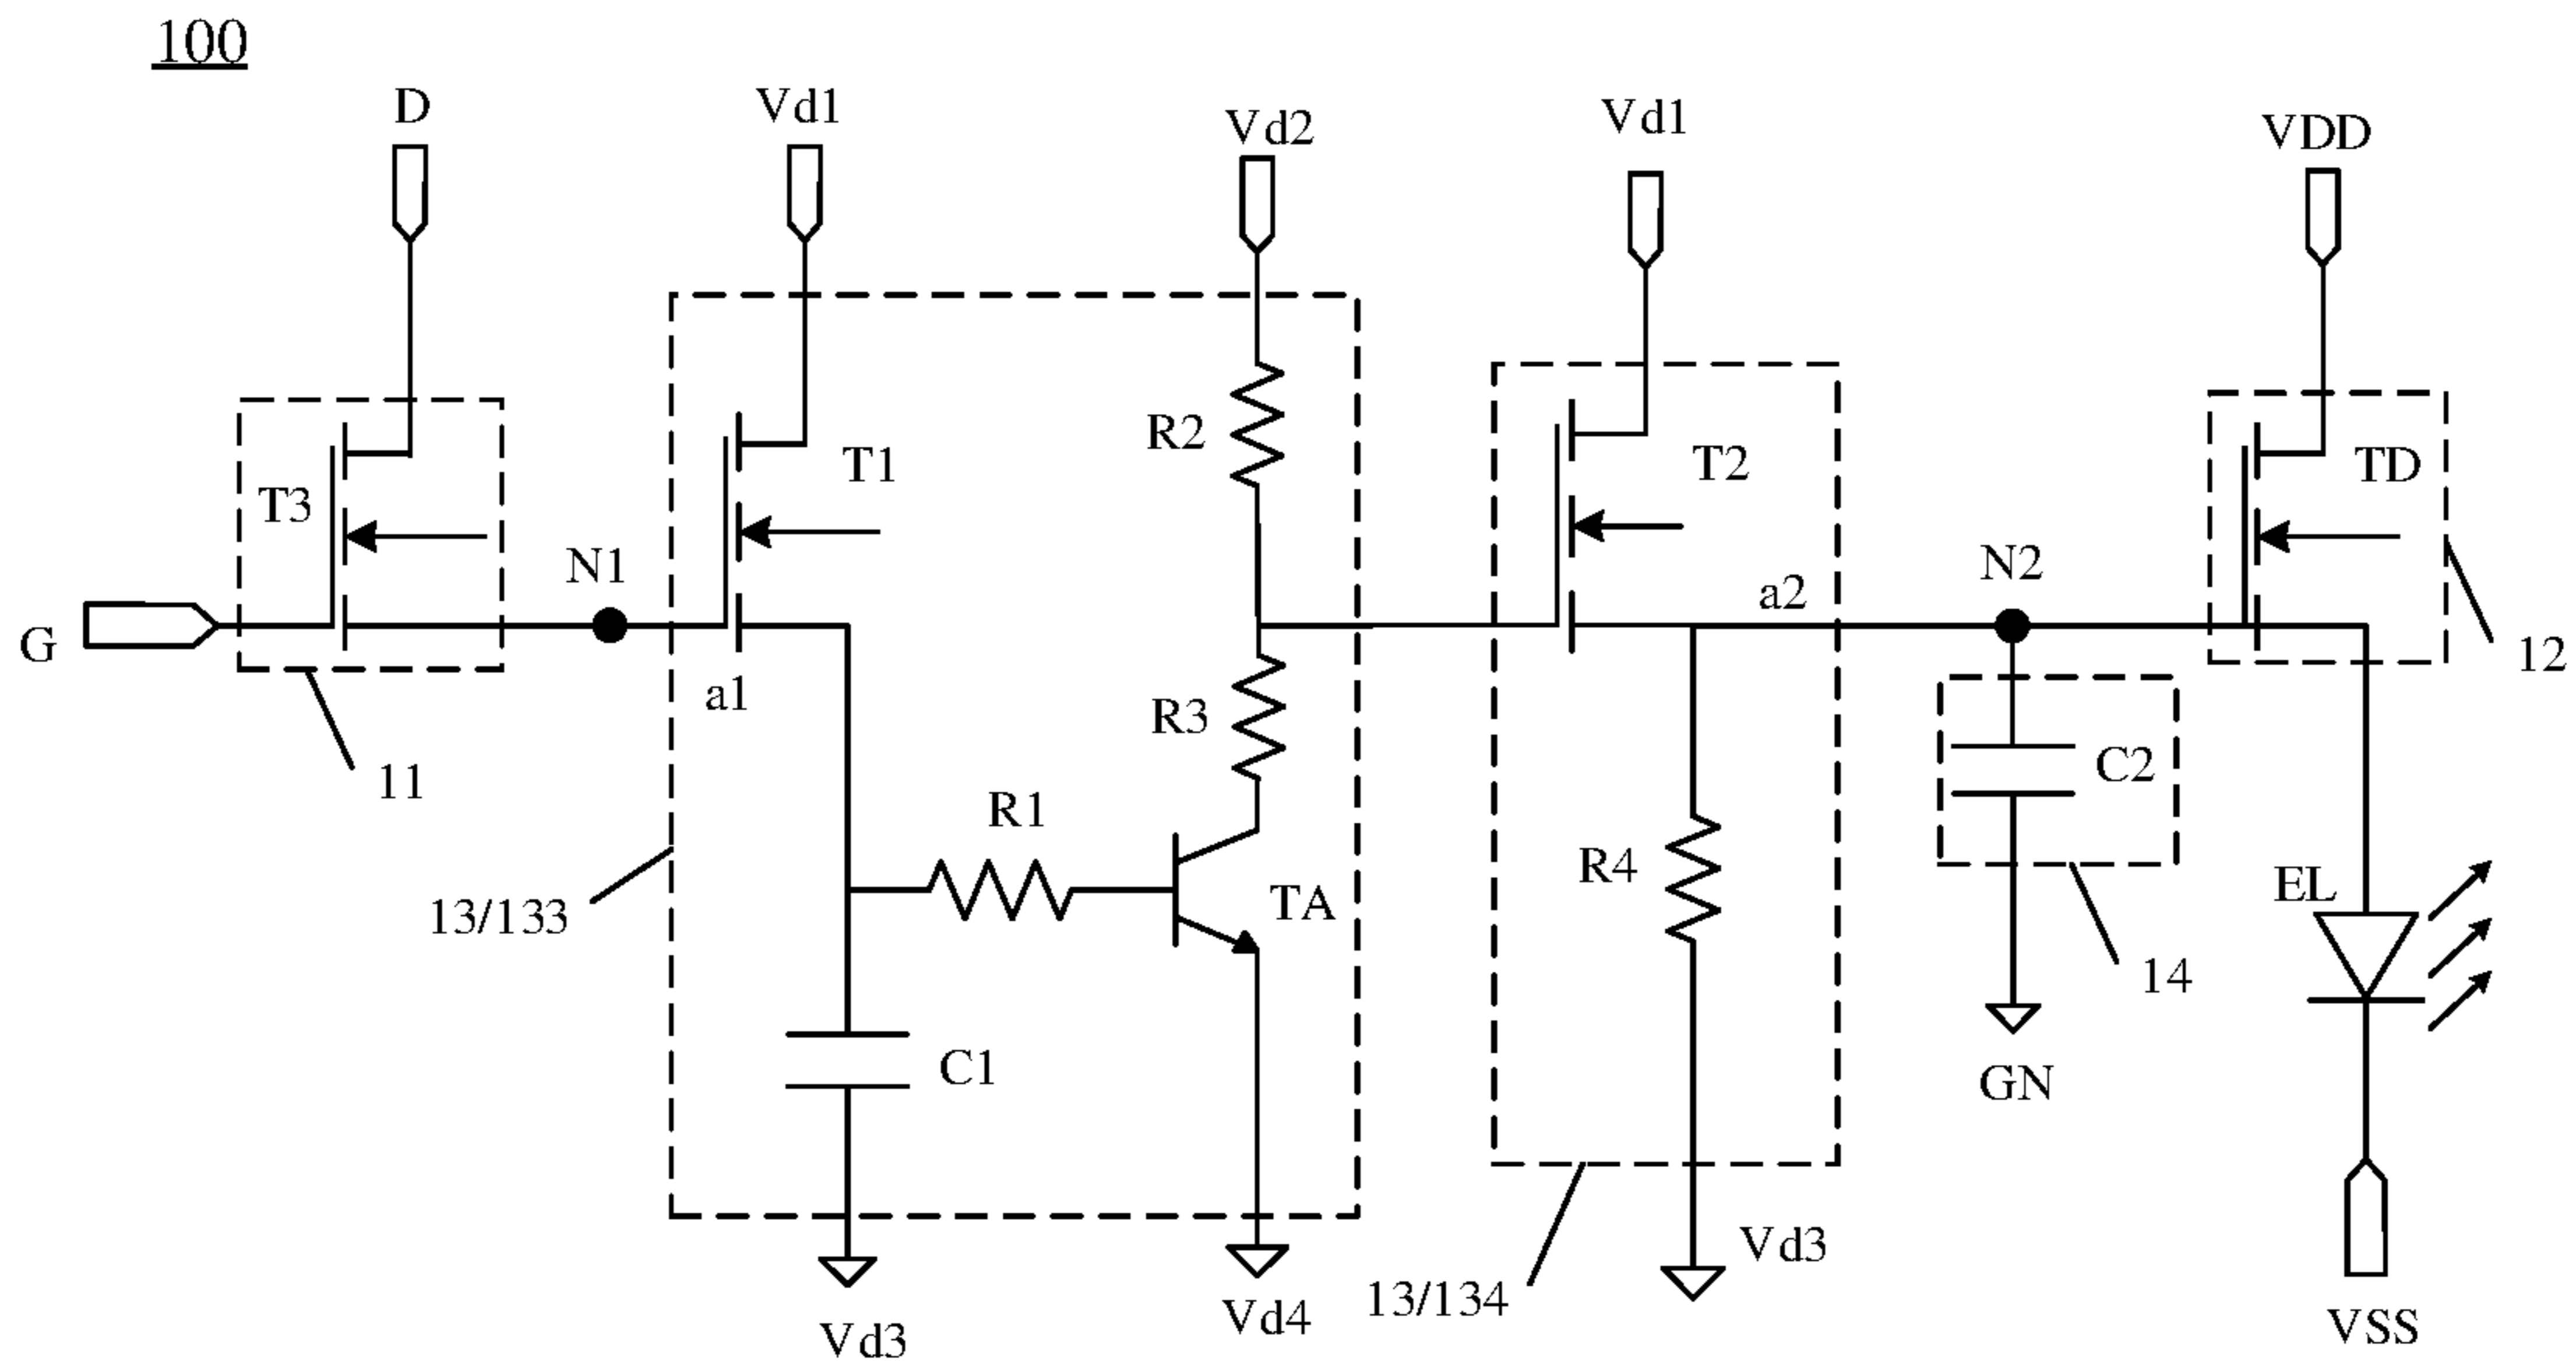 100
D
Vd1
Vd2
Vd1
VDD
T3
T1
R2
T2
TD
G
N1
a1
R3
a2
N2
12
11
R1
TA
R4
C2
EL
13/133
14
C1
GN
Vd3
Vd4
13/134
Vd3
VSS